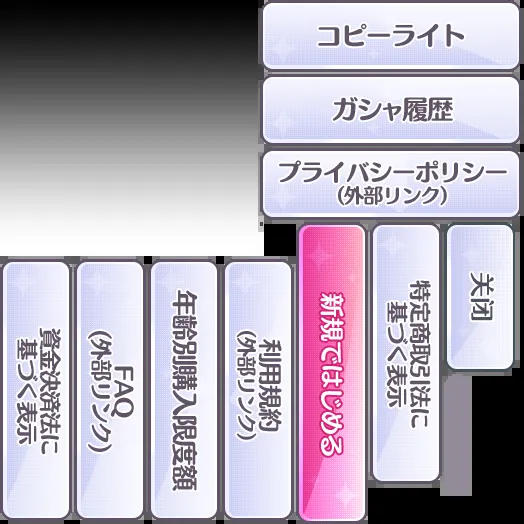 コピーライト
ガシャ履歴
プライバシーポリシー
(外部リンク)
关闭
特定商取引法に
基づく表示
新規ではじめる
利用規約
(外部リンク)
年齢別購入限度額
FAQ
(外部リンク)
資金決済法に
基づく表示